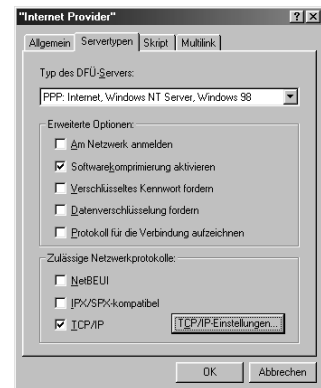 "Internet Provider"
Allgemein Servertypen Skript Multilink
Typ des DFÜ-Servers:
PPP: Internet, Windows NT Server, Windows 98
Erweiterte Optionen:
Am Netzwerk anmelden
Softwarekomprimierung aktivieren
Verschlüsseltes Kennwort fordern
Datenverschlüsselung fordern
Protokoll für die Verbindung aufzeichnen
Zulässige Netzwerkprotokolle:
NetBEUI
IPX/SPX-kompatibel
TCP/IP TCP/IP-Einstellungen...
OK Abbrechen